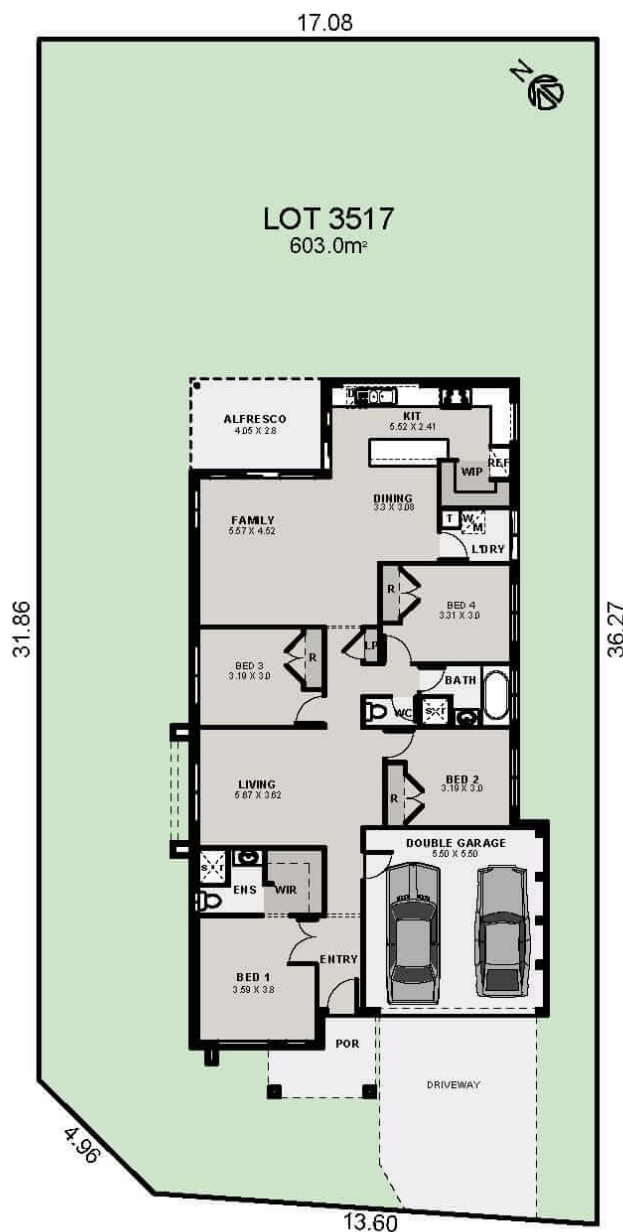 17.08
N
LOT 3517
603.0m²
ALFRESCO
4.05 X 2.8
KIT
5.52 X 2.41
REF
WIP
DINING
3.3 X 3.08
FAMILY
5.57 X 4.52
T
W
M
L'DRY
R
BED 4
3.31 X 3.0
31.86
36.27
BED 3
3.19 X 3.0
R
LP
BATH
WC
s x r
LIVING
5.87 X 3.62
R
BED 2
3.19 X 3.0
DOUBLE GARAGE
5.50 X 5.50
s x r
ENS
WIR
ENTRY
BED 1
3.59 X 3.8
POR
DRIVEWAY
4.96
13.60